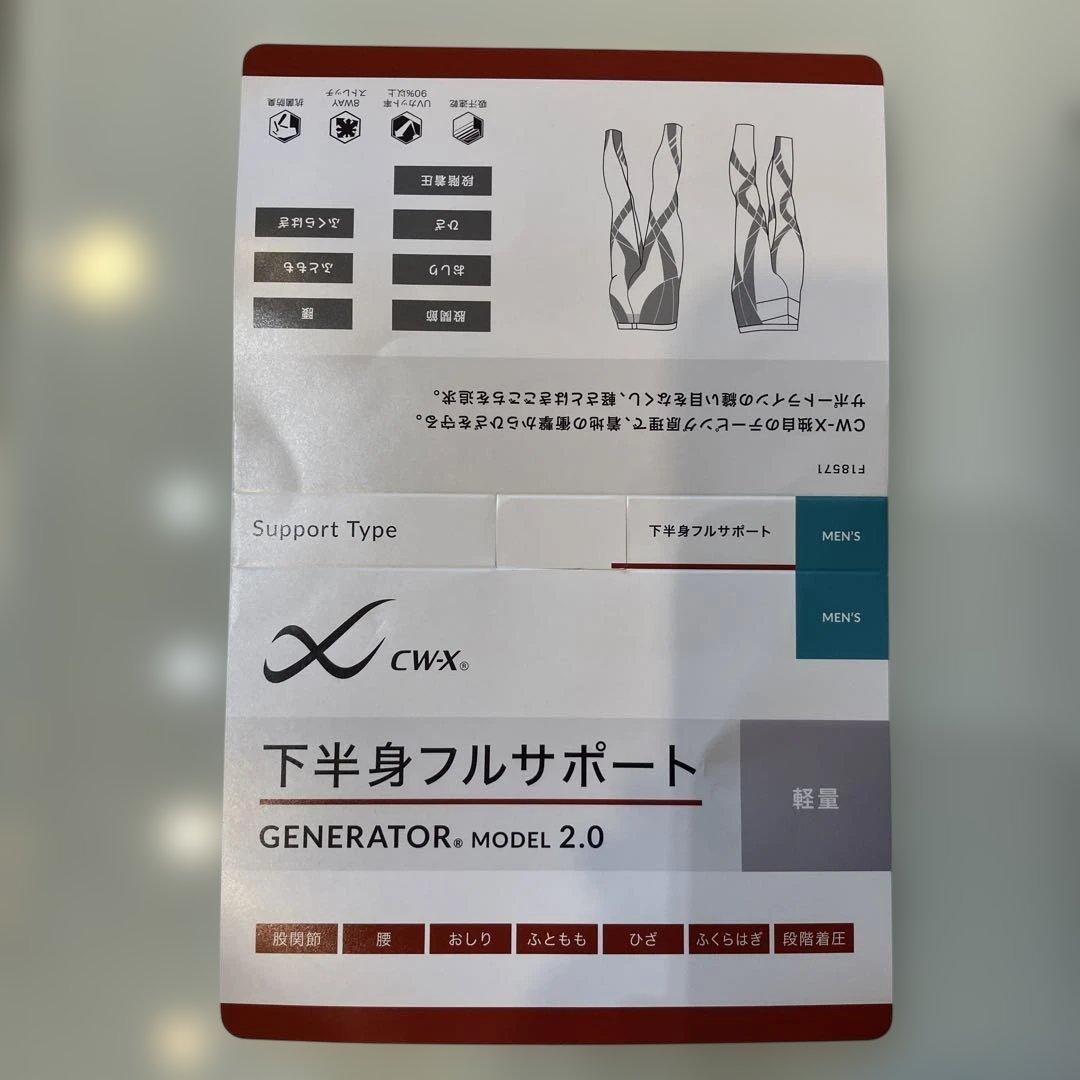 Support Type
下半身フルサポート
MEN'S
MEN'S
CW-X®
下半身フルサポート
軽量
GENERATOR® MODEL 2.0
股関節 腰 おしり ふともも ひざ ふくらはぎ 段階着圧
F18571
CW-X独自のテーピング原理で、着地の衝撃からひざを守る。
サポートラインの縫い目をなくし、軽さとはきごこちを追求。
股関節 腰
おしり ふともも
ひざ ふくらはぎ
段階着圧
吸汗速乾
UVカット率
90%以上
8WAY
ストレッチ
抗菌防臭